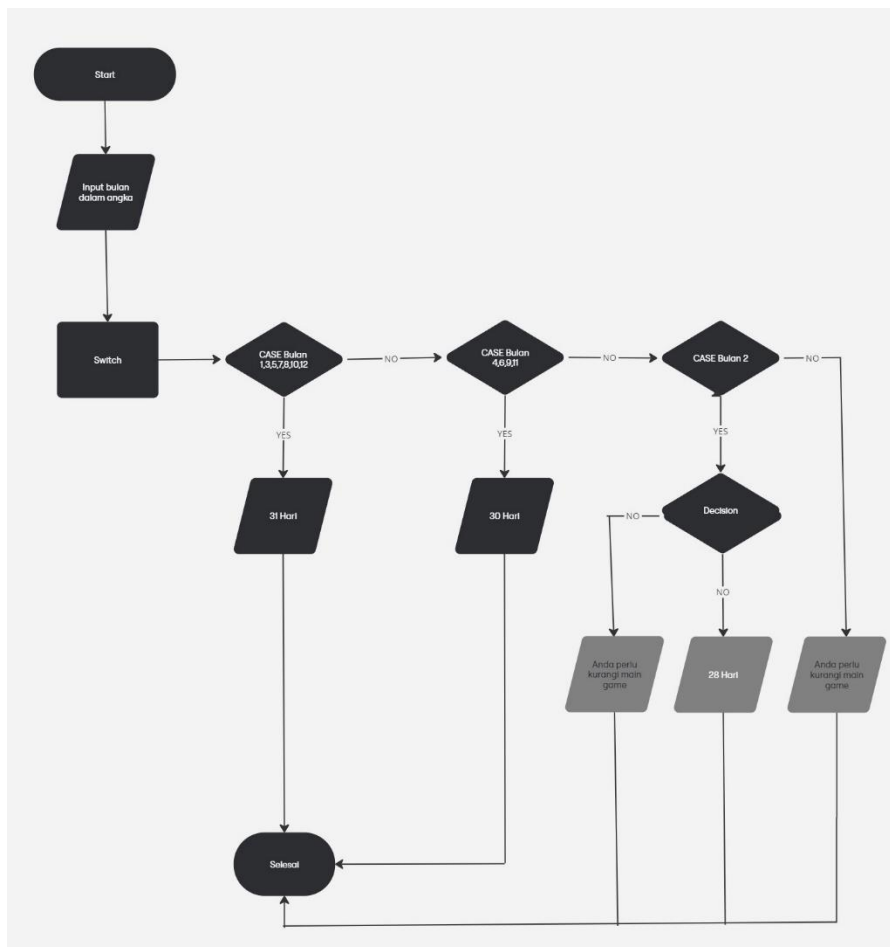 Start
Input bulan
dalam angka
Switch
CASE Bulan
1,3,5,7,8,10,12
NO
CASE Bulan
4,6,9,11
NO
CASE Bulan 2
NO
YES
YES
YES
31 Hari
30 Hari
Decision
NO
NO
Anda perlu
kurangi main
game
28 Hari
Anda perlu
kurangi main
game
Selesai